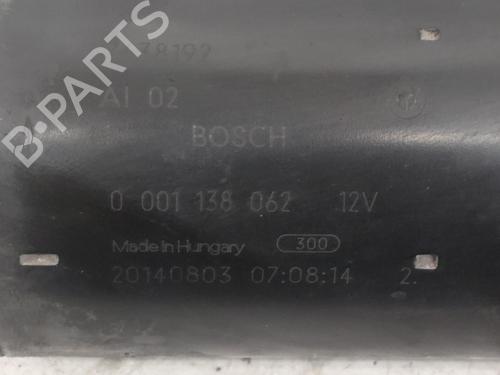 B-PARTS
AI 02
BOSCH
0 001 138 062 12V
Made in Hungary 300
20140803 07:08:14 2.